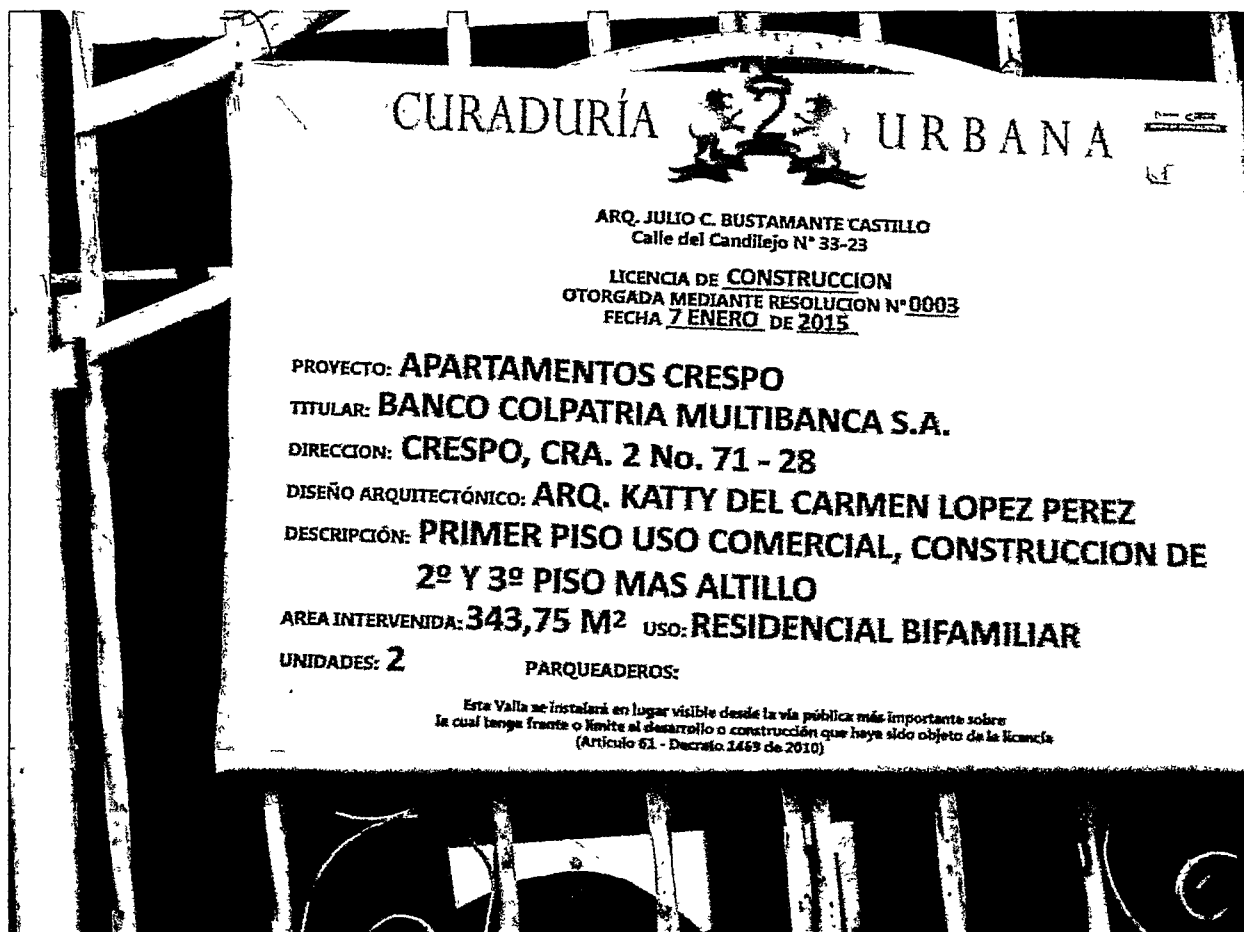 CURADURÍA 2 URBANA
ARQ. JULIO C. BUSTAMANTE CASTILLO
Calle del Candilejo N° 33-23
LICENCIA DE CONSTRUCCION
OTORGADA MEDIANTE RESOLUCION N° 0003
FECHA 7 ENERO DE 2015
PROYECTO: APARTAMENTOS CRESPO
TITULAR: BANCO COLPATRIA MULTIBANCA S.A.
DIRECCION: CRESPO, CRA. 2 No. 71 - 28
DISEÑO ARQUITECTÓNICO: ARQ. KATTY DEL CARMEN LOPEZ PEREZ
DESCRIPCIÓN: PRIMER PISO USO COMERCIAL, CONSTRUCCION DE
2º Y 3º PISO MAS ALTILLO
AREA INTERVENIDA: 343,75 M² USO: RESIDENCIAL BIFAMILIAR
UNIDADES: 2 PARQUEADEROS:
Esta Valla se instalará en lugar visible desde la vía pública más importante sobre
la cual tenga frente o límite el desarrollo o construcción que haya sido objeto de la licencia
(Artículo 61 - Decreto 1469 de 2010)